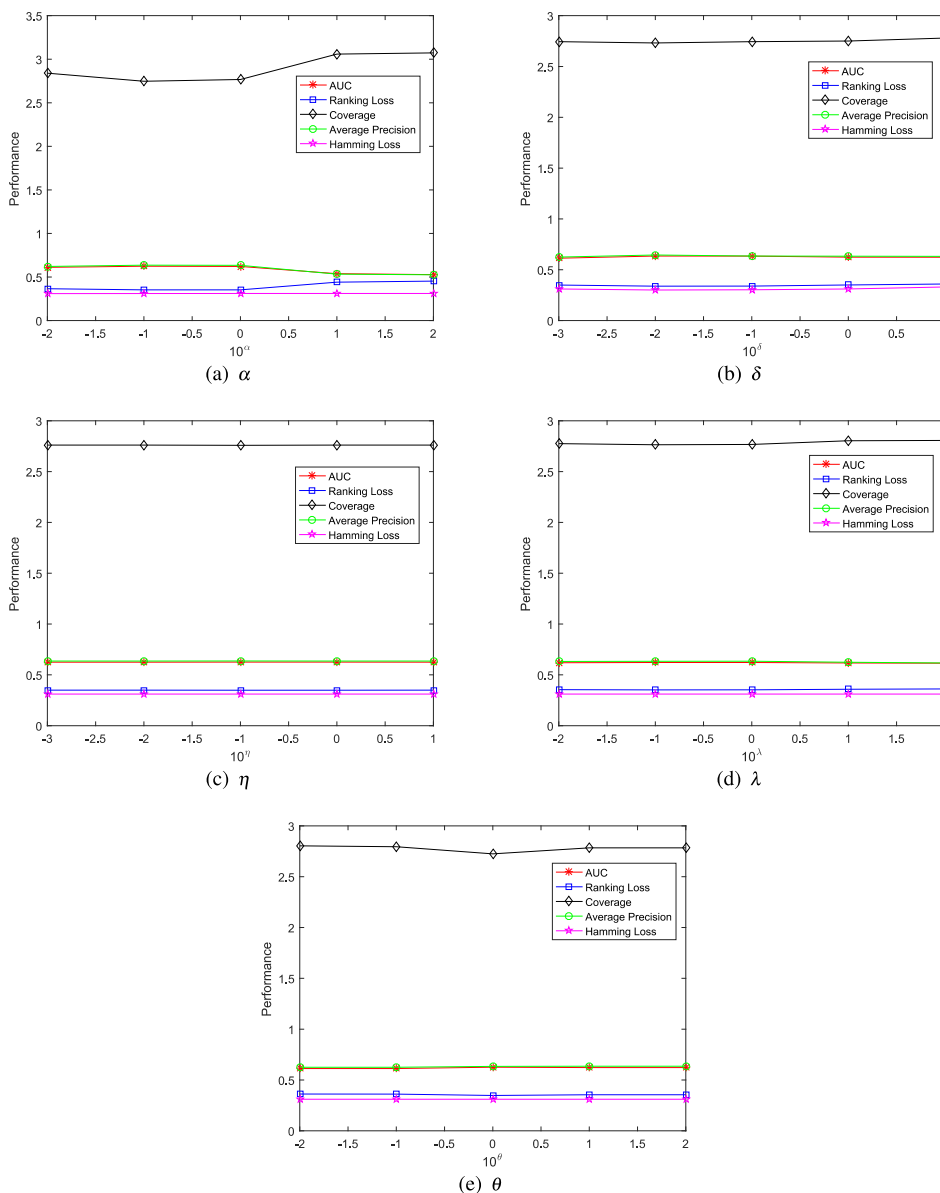 3.5
3
2.5
2
1.5
1
0.5
0
Performance
AUC
Ranking Loss
Coverage
Average Precision
Hamming Loss
-2 -1.5 -1 -0.5 0 0.5 1 1.5 2
10^α
(a) α
3
2.5
2
1.5
1
0.5
0
Performance
AUC
Ranking Loss
Coverage
Average Precision
Hamming Loss
-3 -2.5 -2 -1.5 -1 -0.5 0 0.5
10^δ
(b) δ
3
2.5
2
1.5
1
0.5
0
Performance
AUC
Ranking Loss
Coverage
Average Precision
Hamming Loss
-3 -2.5 -2 -1.5 -1 -0.5 0 0.5 1
10^η
(c) η
3
2.5
2
1.5
1
0.5
0
Performance
AUC
Ranking Loss
Coverage
Average Precision
Hamming Loss
-2 -1.5 -1 -0.5 0 0.5 1 1.5
10^λ
(d) λ
3
2.5
2
1.5
1
0.5
0
Performance
AUC
Ranking Loss
Coverage
Average Precision
Hamming Loss
-2 -1.5 -1 -0.5 0 0.5 1 1.5 2
10^θ
(e) θ